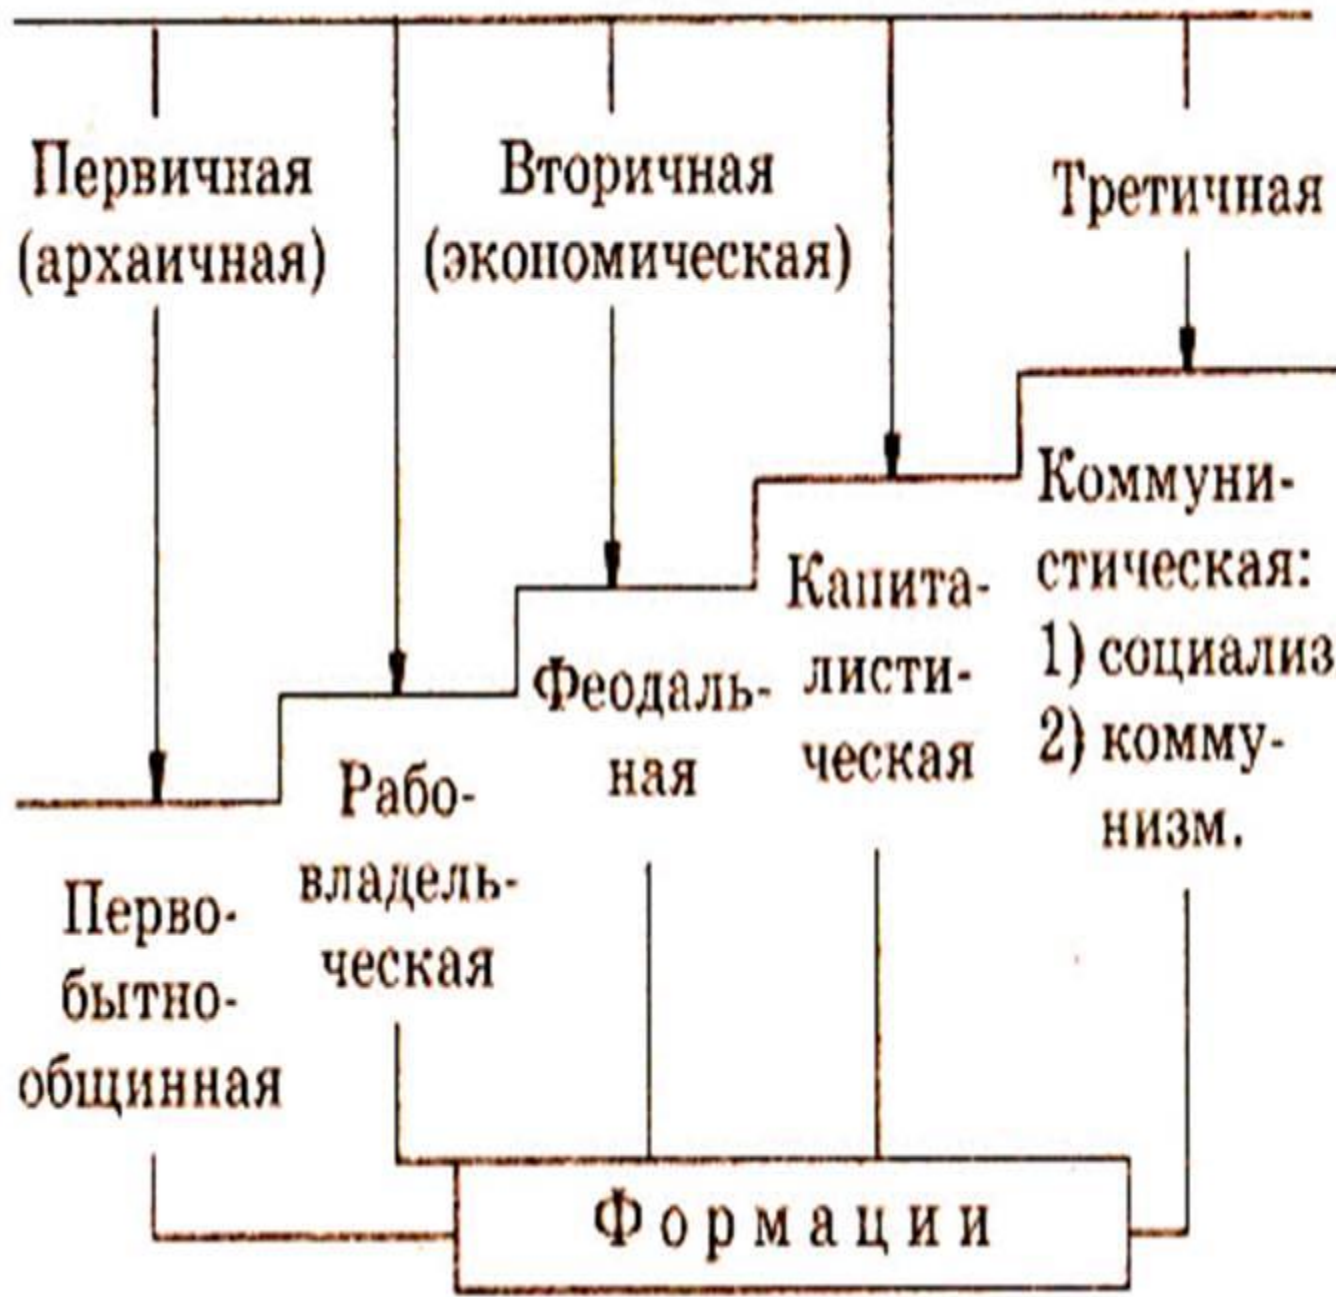 Первичная
(архаичная)
Вторичная
(экономическая)
Третичная
Перво-
бытно-
общинная
Рабо-
владель-
ческая
Феодаль-
ная
Капита-
листи-
ческая
Коммуни-
стическая:
1) социализ
2) комму-
низм.
Формации